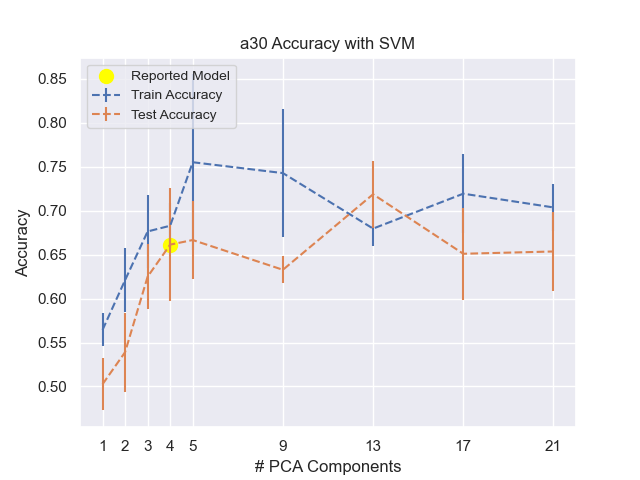 a30 Accuracy with SVM
Reported Model
Train Accuracy
Test Accuracy
0.85
0.80
0.75
0.70
0.65
0.60
0.55
0.50
Accuracy
1 2 3 4 5 9 13 17 21
# PCA Components